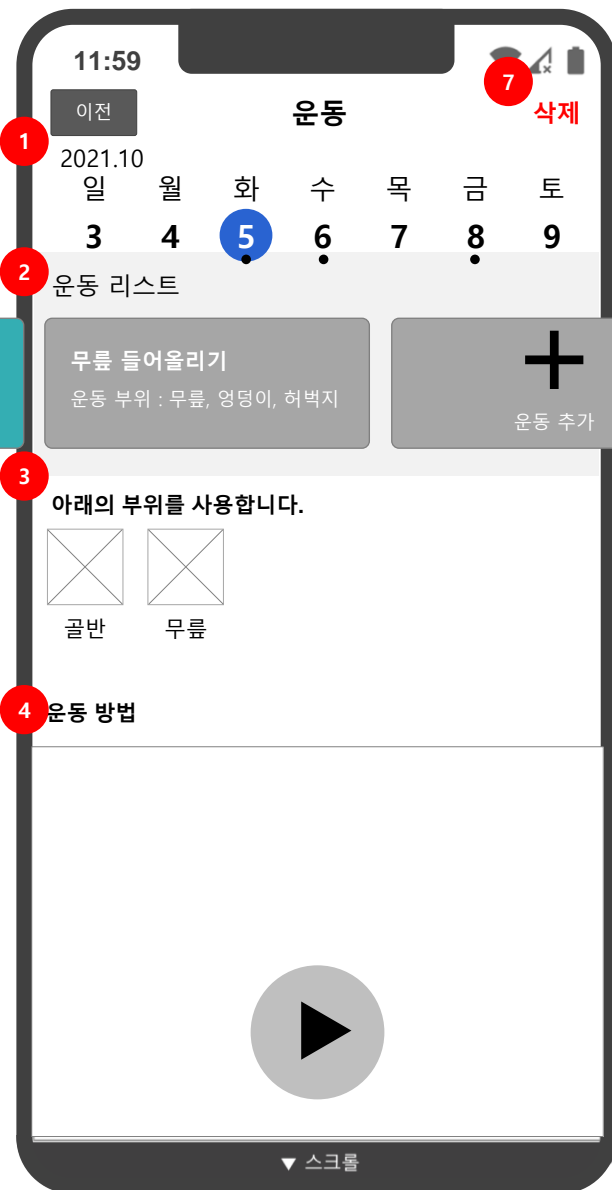 11:59
7
이전
운동
삭제
1
2021.10
일 월 화 수 목 금 토
3 4 5 6 7 8 9
2
운동 리스트
무릎 들어올리기
운동 부위 : 무릎, 엉덩이, 허벅지
운동 추가
3
아래의 부위를 사용합니다.
골반 무릎
4
운동 방법
▼ 스크롤